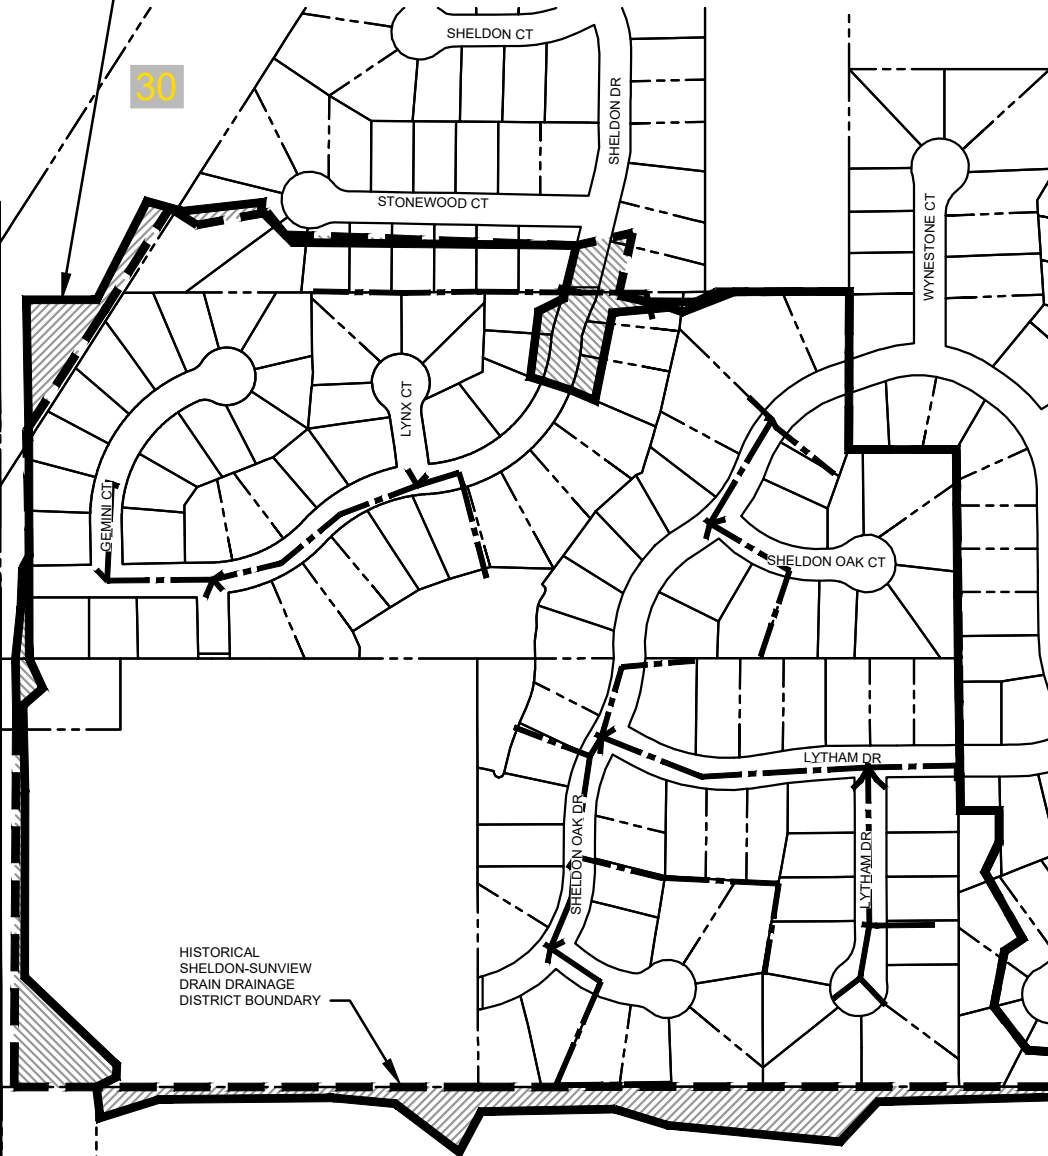 SHELDON CT
30
SHELDON DR
STONEWOOD CT
WYNESTONE CT
LYNX CT
GEMINI CT
SHELDON OAK CT
LYTHAM DR
SHELDON OAK DR
LYTHAM DR
HISTORICAL
SHELDON-SUNVIEW
DRAIN DRAINAGE
DISTRICT BOUNDARY